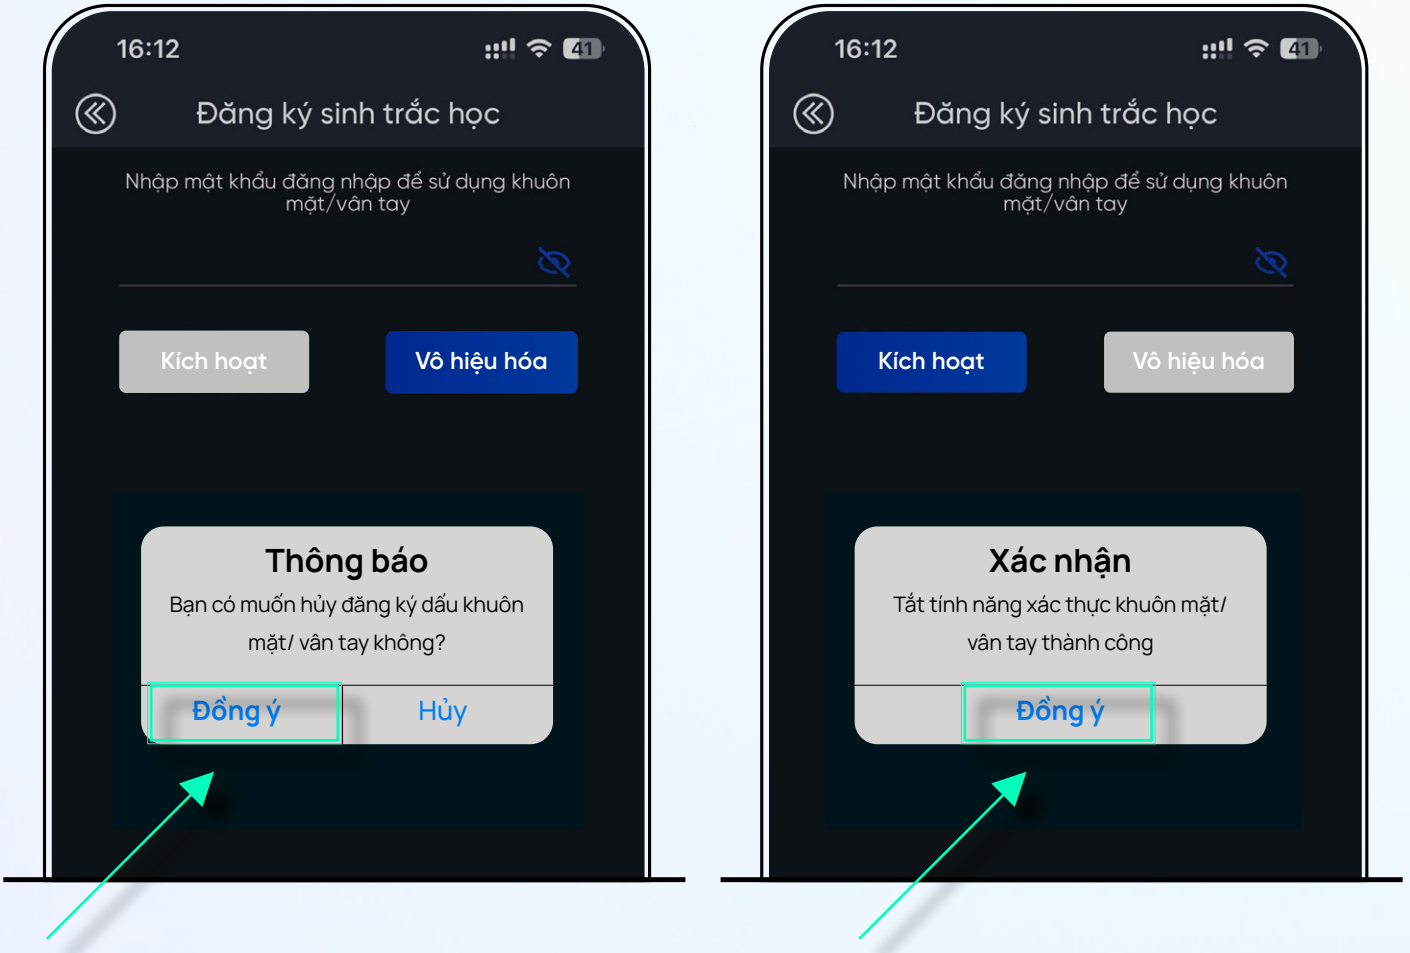 16:12
41
Đăng ký sinh trắc học
Nhập mật khẩu đăng nhập để sử dụng khuôn
mặt/vân tay
Kích hoạt
Vô hiệu hóa
Thông báo
Bạn có muốn hủy đăng ký dấu khuôn
mặt/ vân tay không?
Đồng ý
Hủy
16:12
41
Đăng ký sinh trắc học
Nhập mật khẩu đăng nhập để sử dụng khuôn
mặt/vân tay
Kích hoạt
Vô hiệu hóa
Xác nhận
Tắt tính năng xác thực khuôn mặt/
vân tay thành công
Đồng ý